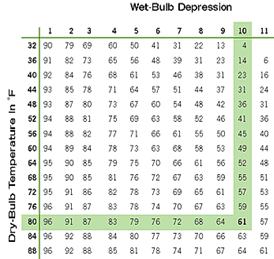 Wet-Bulb Depression
1 2 3 4 5 6 7 8 9 10 11
Dry-Bulb Temperature In °F
32 90 79 69 60 50 41 31 22 13 4
36 91 82 73 65 56 48 39 31 23 14 6
40 92 84 76 68 61 53 46 38 31 23 16
44 93 85 78 71 64 57 51 44 37 31 24
48 93 87 80 73 67 60 54 48 42 36 31
52 94 88 81 75 69 63 58 52 46 41 36
56 94 88 82 77 71 66 61 55 50 45 40
60 94 89 84 78 73 68 63 58 53 49 44
64 95 90 85 79 75 70 66 61 56 52 48
68 95 90 85 81 76 72 67 63 59 55 51
72 95 91 86 82 78 73 69 65 61 57 53
76 96 91 87 83 78 74 70 67 63 59 55
80 96 91 87 83 79 76 72 68 64 61 57
84 96 92 88 84 80 77 73 70 66 63 59
88 96 92 88 85 81 78 74 71 67 64 61